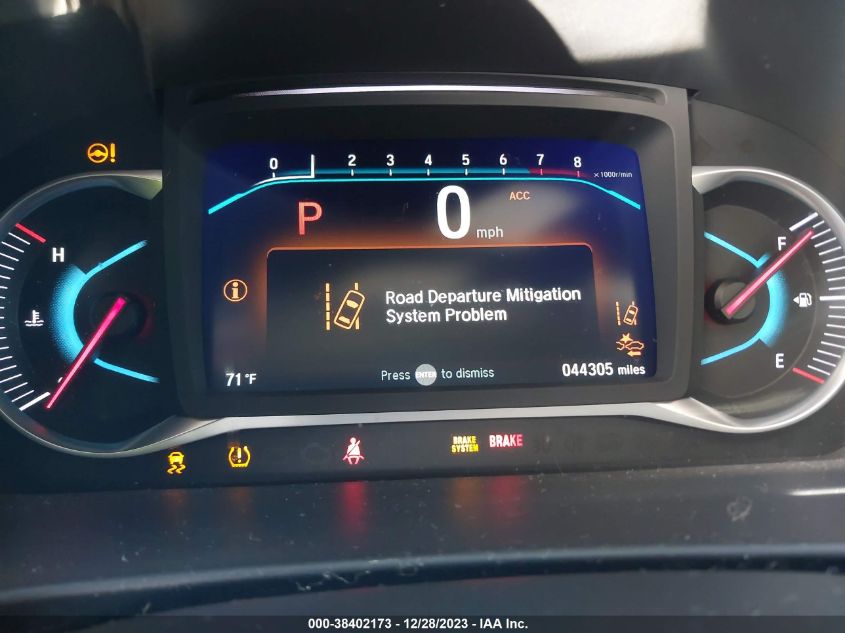 0 2 3 4 5 6 7 8 x1000r/min
ACC
P 0 mph
H F
Road Departure Mitigation
System Problem
E
Press ENTER to dismiss
71°F
044305 miles
BRAKE
SYSTEM
BRAKE
000-38402173 - 12/28/2023 - IAA Inc.